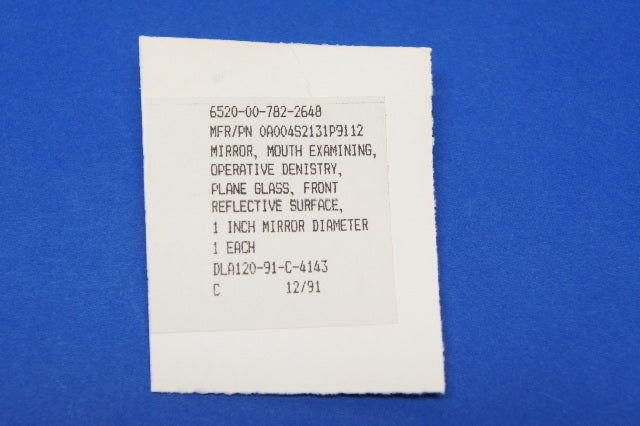 6520-00-782-2648
MFR/PN 0A004S2131P9112
MIRROR, MOUTH EXAMINING,
OPERATIVE DENISTRY,
PLANE GLASS, FRONT
REFLECTIVE SURFACE,
1 INCH MIRROR DIAMETER
1 EACH
DLA120-91-C-4143
C 12/91